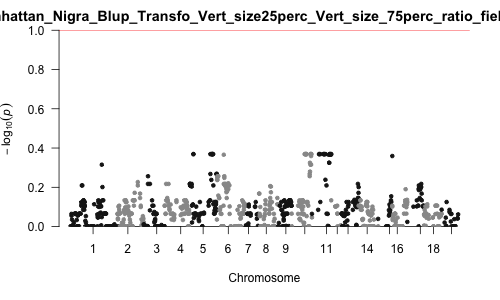 nhattan_Nigra_Blup_Transfo_Vert_size25perc_Vert_size_75perc_ratio_fiel
1.0
0.8
0.6
0.4
0.2
0.0
− log10(p)
1 2 3 4 5 6 7 8 9 11 14 16 18
Chromosome